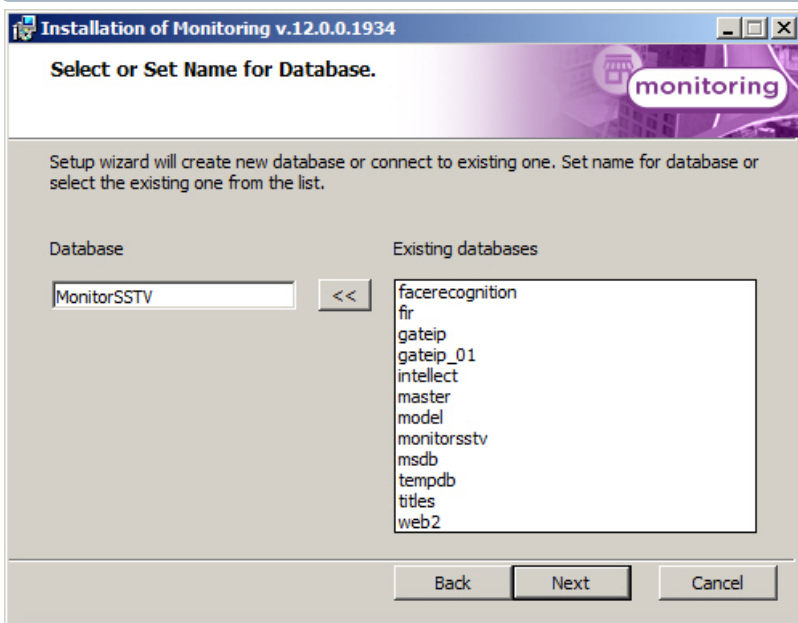 Installation of Monitoring v.12.0.0.1934
Select or Set Name for Database.
monitoring
Setup wizard will create new database or connect to existing one. Set name for database or
select the existing one from the list.
Database
Existing databases
MonitorSSTV
<<
facerecognition
fir
gateip
gateip_01
intellect
master
model
monitorsstv
msdb
tempdb
titles
web2
Back
Next
Cancel